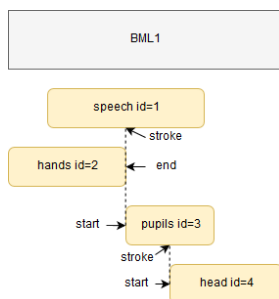 BML1
speech id=1
stroke
hands id=2
end
start
pupils id=3
stroke
start
head id=4